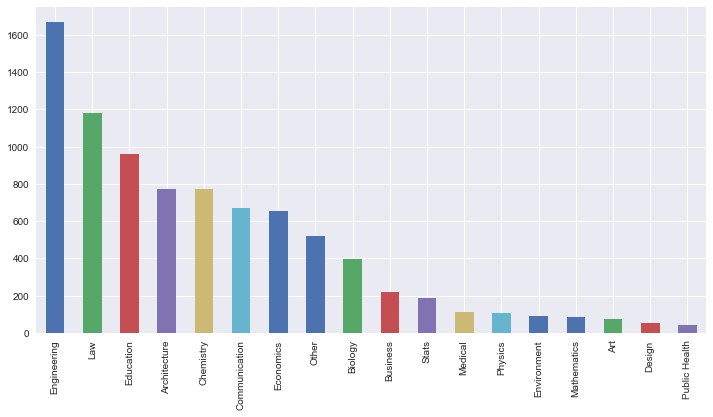 1600
1400
1200
1000
800
600
400
200
0
Engineering
Law
Education
Architecture
Chemistry
Communication
Economics
Other
Biology
Business
Stats
Medical
Physics
Environment
Mathematics
Art
Design
Public Health